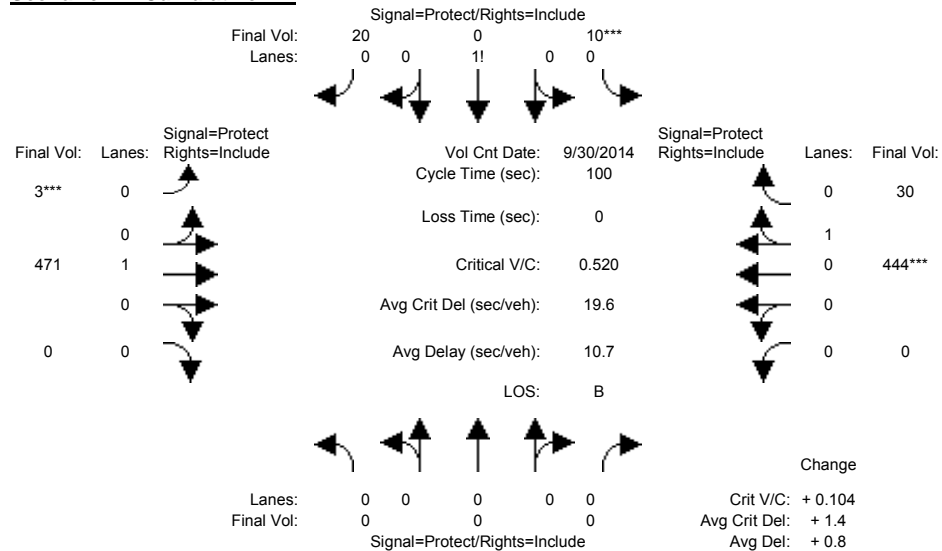 Signal=Protect/Rights=Include
Final Vol: 20 0 10***
Lanes: 0 0 1! 0 0
Signal=Protect Signal=Protect
Final Vol: Lanes: Rights=Include Vol Cnt Date: 9/30/2014 Rights=Include Lanes: Final Vol:
Cycle Time (sec): 100
3*** 0 0 30
Loss Time (sec): 0
0 1
471 1 Critical V/C: 0.520 0 444***
0 Avg Crit Del (sec/veh): 19.6 0
0 0 Avg Delay (sec/veh): 10.7 0 0
LOS: B
Change
Lanes: 0 0 0 0 0 Crit V/C: + 0.104
Final Vol: 0 0 0 Avg Crit Del: + 1.4
Signal=Protect/Rights=Include Avg Del: + 0.8